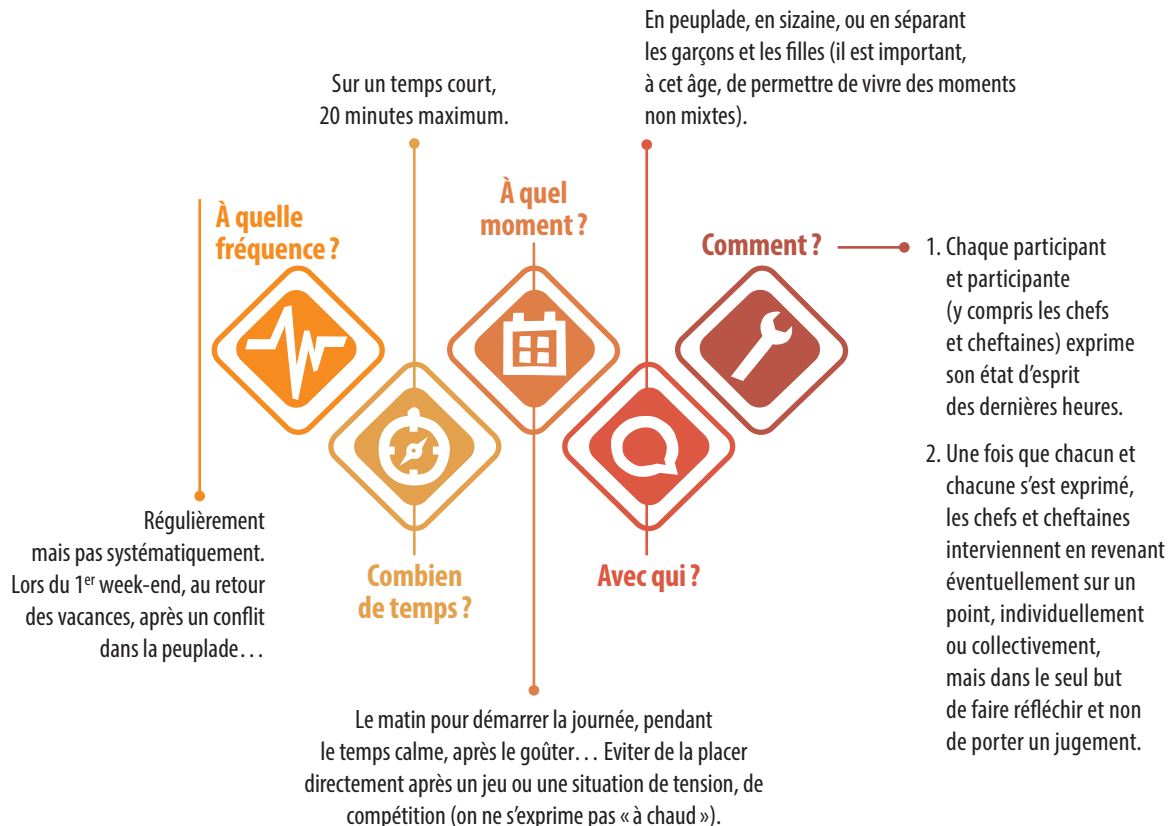 À quelle
fréquence ?
Régulièrement
mais pas systématiquement.
Lors du 1er week-end, au retour
des vacances, après un conflit
dans la peuplade…
Sur un temps court,
20 minutes maximum.
Combien
de temps ?
À quel
moment ?
Le matin pour démarrer la journée, pendant
le temps calme, après le goûter… Eviter de la placer
directement après un jeu ou une situation de tension, de
compétition (on ne s’exprime pas « à chaud »).
En peuplade, en sizaine, ou en séparant
les garçons et les filles (il est important,
à cet âge, de permettre de vivre des moments
non mixtes).
Avec qui ?
Comment ?
1. Chaque participant
et participante
(y compris les chefs
et cheftaines) exprime
son état d’esprit
des dernières heures.
2. Une fois que chacun et
chacune s’est exprimé,
les chefs et cheftaines
interviennent en revenant
éventuellement sur un
point, individuellement
ou collectivement,
mais dans le seul but
de faire réfléchir et non
de porter un jugement.